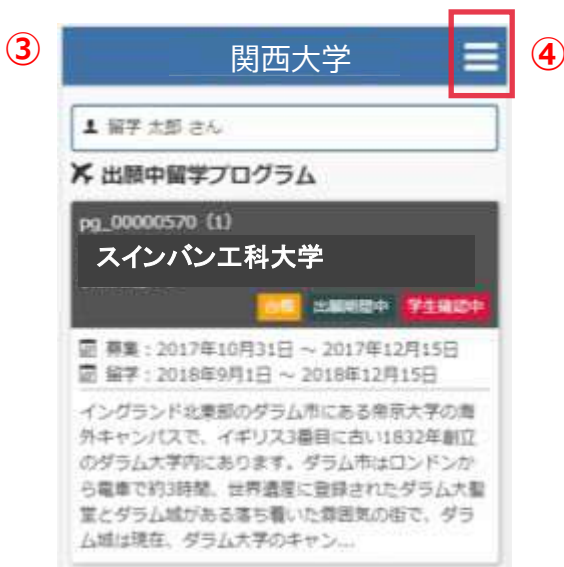 ③
関西大学
④
留学 太郎 さん
出願中留学プログラム
pg_00000570 (1)
スインバン工科大学
出願期間中 学生確認中
募集：2017年10月31日 ～ 2017年12月15日
留学：2018年9月1日 ～ 2018年12月15日
イングランド北東部のダラム市にある帝京大学の海
外キャンパスで、イギリス3番目に古い1832年創立
のダラム大学内にあります。ダラム市はロンドンか
ら電車で約3時間、世界遺産に登録されたダラム大聖
堂とダラム城がある落ち着いた雰囲気の街で、ダラ
ム城は現在、ダラム大学のキャン...